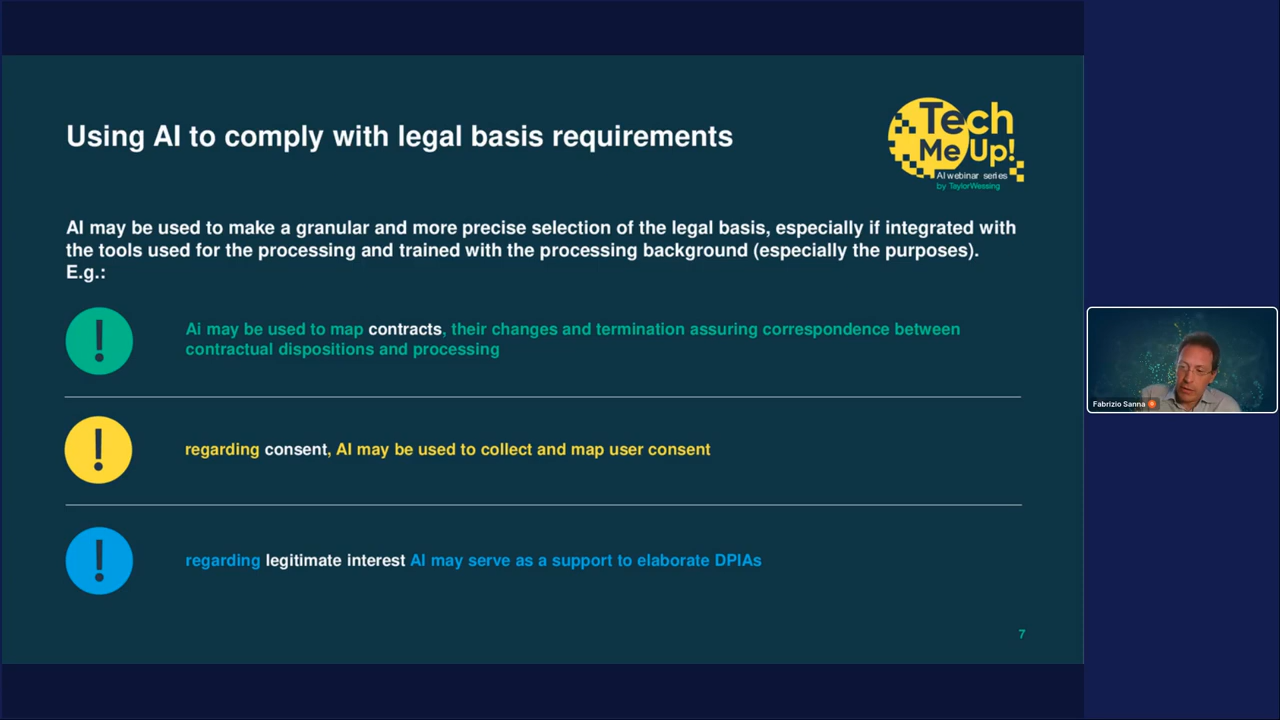 Using AI to comply with legal basis requirements
Tech
Me Up!
AI webinar series
by TaylorWessing
AI may be used to make a granular and more precise selection of the legal basis, especially if integrated with
the tools used for the processing and trained with the processing background (especially the purposes).
E.g.:
!
Ai may be used to map contracts, their changes and termination assuring correspondence between
contractual dispositions and processing
!
regarding consent, AI may be used to collect and map user consent
!
regarding legitimate interest AI may serve as a support to elaborate DPIAs
7
Fabrizio Sanna